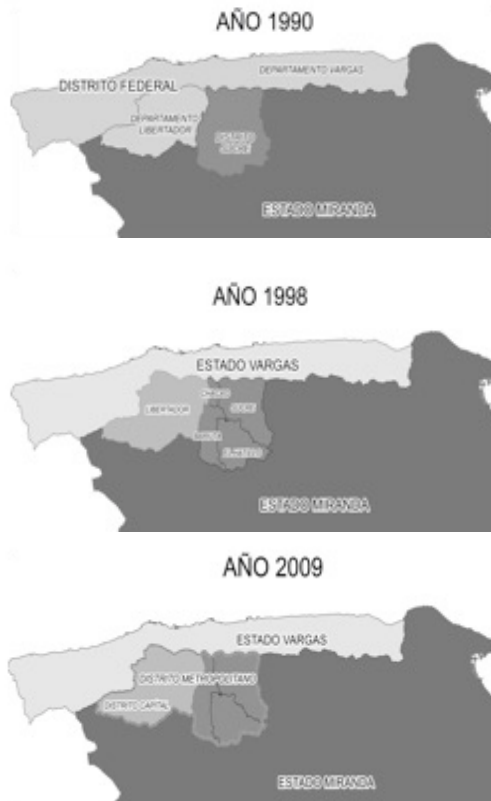 AÑO 1990
DEPARTAMENTO VARGAS
DISTRITO FEDERAL
DEPARTAMENTO
LIBERTADOR
DISTRITO
SUCRE
ESTADO MIRANDA
AÑO 1998
ESTADO VARGAS
CHACAO
LIBERTADOR
SUCRE
BARUTA
EL HATILLO
ESTADO MIRANDA
AÑO 2009
ESTADO VARGAS
DISTRITO METROPOLITANO
DISTRITO CAPITAL
ESTADO MIRANDA